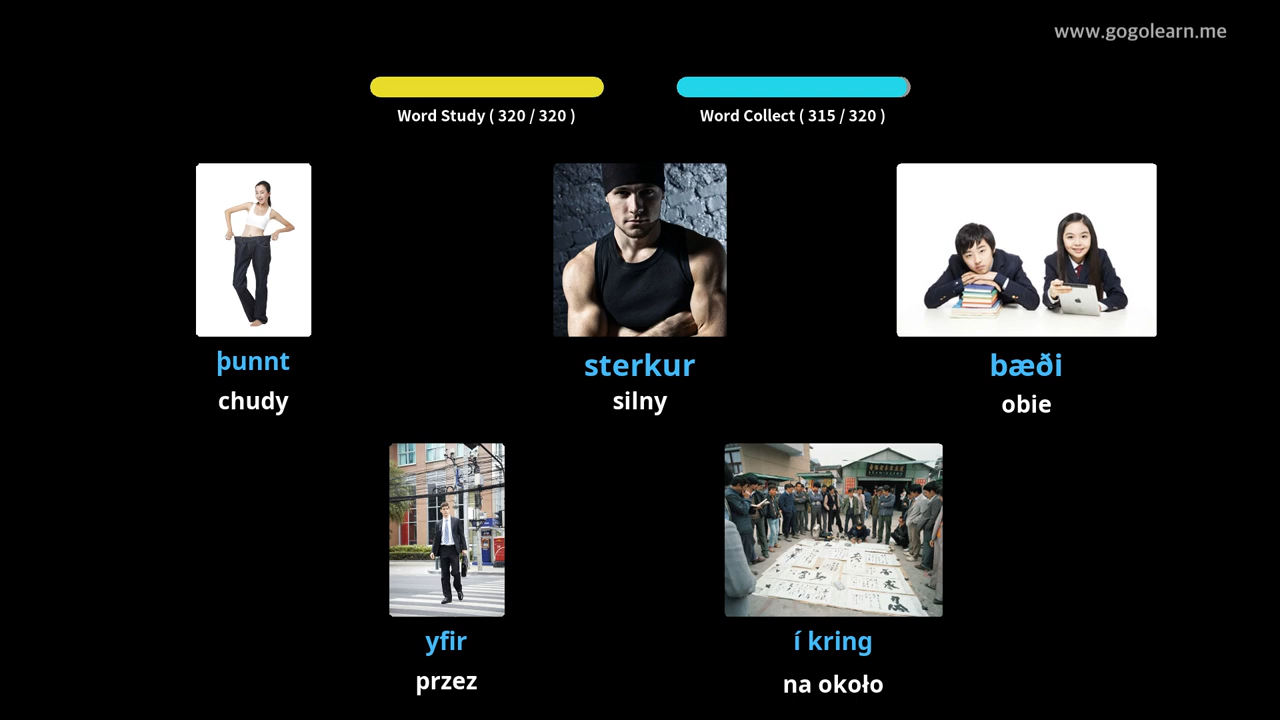 www.gogolearn.me
Word Study ( 320 / 320 )
Word Collect ( 315 / 320 )
þunnt
chudy
sterkur
silny
bæði
obie
yfir
przez
í kring
na około